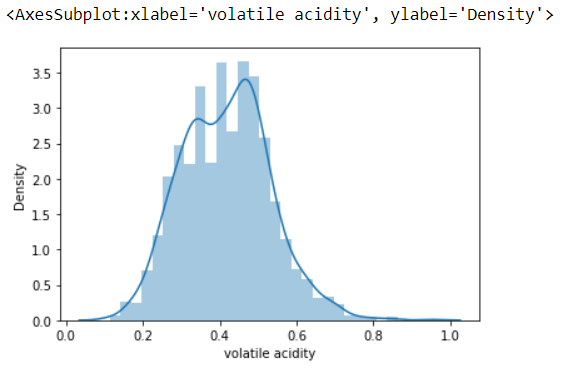 <AxesSubplot:xlabel='volatile acidity', ylabel='Density'>
3.5
3.0
2.5
2.0
1.5
1.0
0.5
0.0
Density
0.0 0.2 0.4 0.6 0.8 1.0
volatile acidity